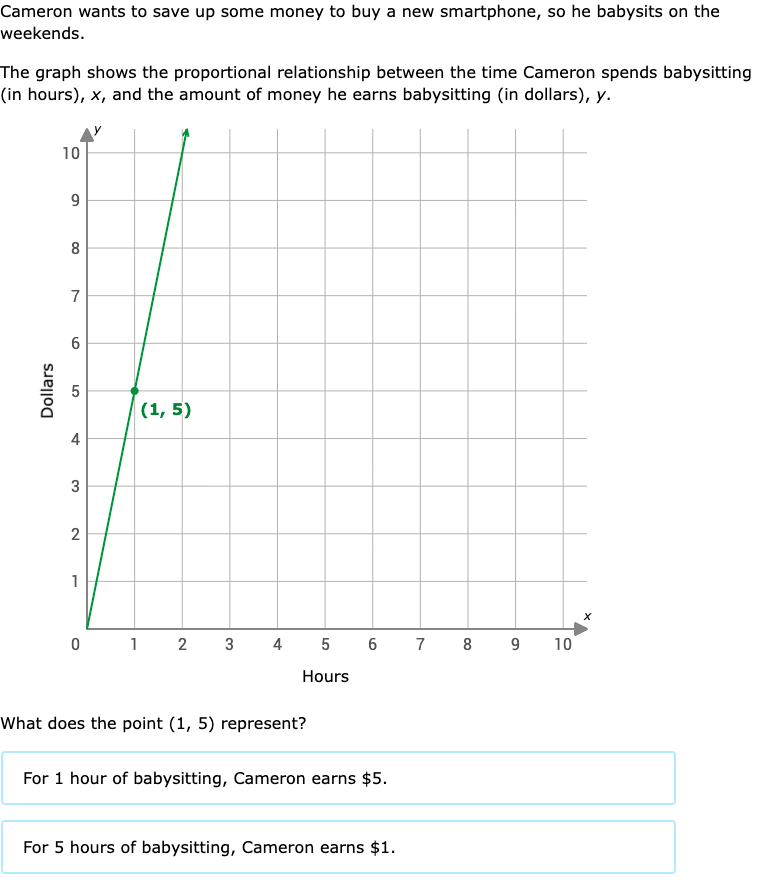 Cameron wants to save up some money to buy a new smartphone, so he babysits on the
weekends.
The graph shows the proportional relationship between the time Cameron spends babysitting
(in hours), x, and the amount of money he earns babysitting (in dollars), y.
y
10
9
8
7
6
5
4
3
2
1
Dollars
(1, 5)
x
0 1 2 3 4 5 6 7 8 9 10
Hours
What does the point (1, 5) represent?
For 1 hour of babysitting, Cameron earns $5.
For 5 hours of babysitting, Cameron earns $1.